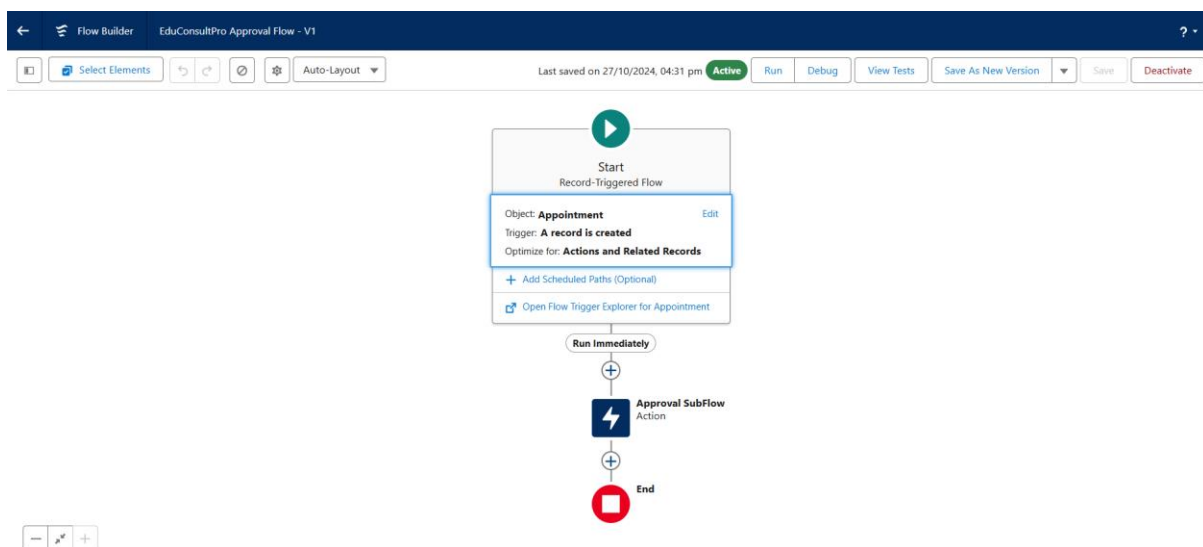 Flow Builder EduConsultPro Approval Flow - V1 ?
Select Elements Auto-Layout Last saved on 27/10/2024, 04:31 pm Active Run Debug View Tests Save As New Version Save Deactivate
Start
Record-Triggered Flow
Object: Appointment Edit
Trigger: A record is created
Optimize for: Actions and Related Records
+ Add Scheduled Paths (Optional)
Open Flow Trigger Explorer for Appointment
Run Immediately
Approval SubFlow
Action
End